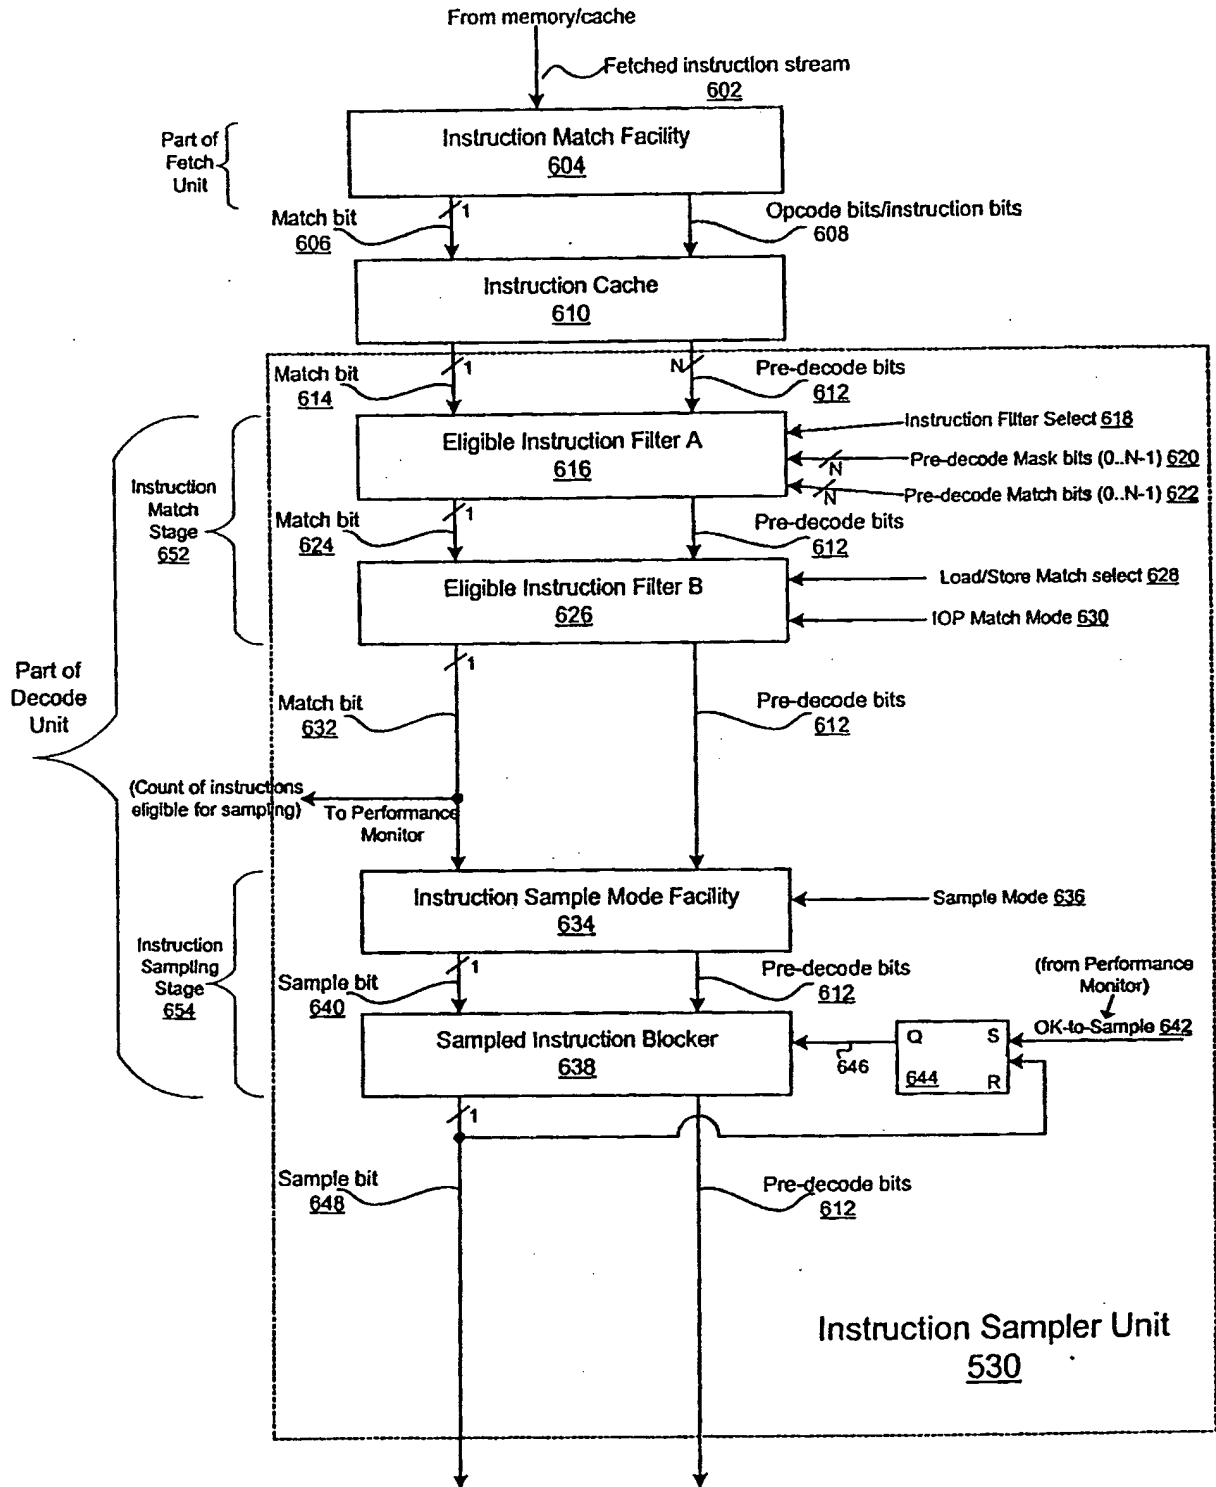 From memory/cache
Fetched instruction stream
602
Part of
Fetch
Unit
Instruction Match Facility
604
1
Match bit
606
Opcode bits/instruction bits
608
Instruction Cache
610
1
N
Match bit
614
Pre-decode bits
612
Instruction
Match
Stage
652
Eligible Instruction Filter A
616
Instruction Filter Select 618
N
Pre-decode Mask bits (0..N-1) 620
N
Pre-decode Match bits (0..N-1) 622
1
Match bit
624
Pre-decode bits
612
Eligible Instruction Filter B
626
Load/Store Match select 628
IOP Match Mode 630
1
Part of
Decode
Unit
Match bit
632
Pre-decode bits
612
(Count of instructions
eligible for sampling)
To Performance
Monitor
Instruction
Sampling
Stage
654
Instruction Sample Mode Facility
634
Sample Mode 636
1
Sample bit
640
Pre-decode bits
612
(from Performance
Monitor)
OK-to-Sample 642
Sampled Instruction Blocker
638
646
Q
S
644
R
1
Sample bit
648
Pre-decode bits
612
Instruction Sampler Unit
530